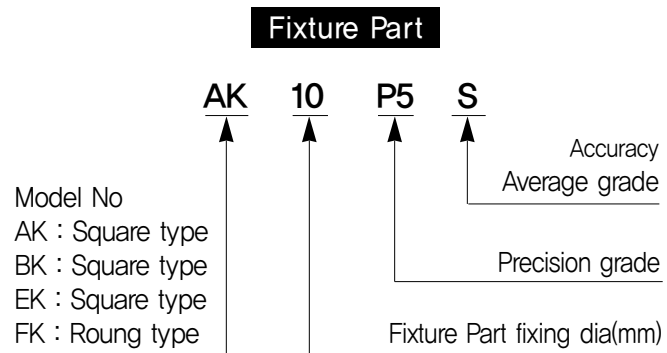 Fixture Part
AK 10 P5 S
Accuracy
Average grade
Model No
AK : Square type
BK : Square type
Precision grade
EK : Square type
FK : Roung type
Fixture Part fixing dia(mm)